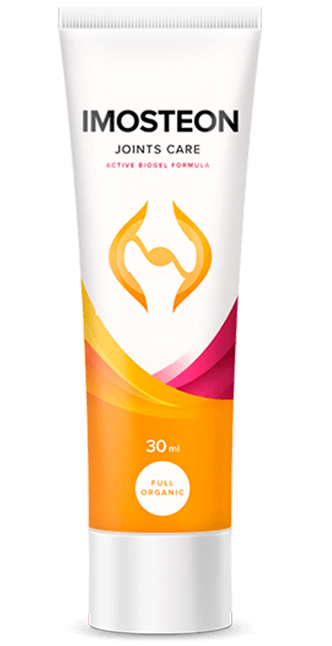 IMOSTEON
JOINTS CARE
ACTIVE BIOGEL FORMULA
30 ml
FULL
ORGANIC